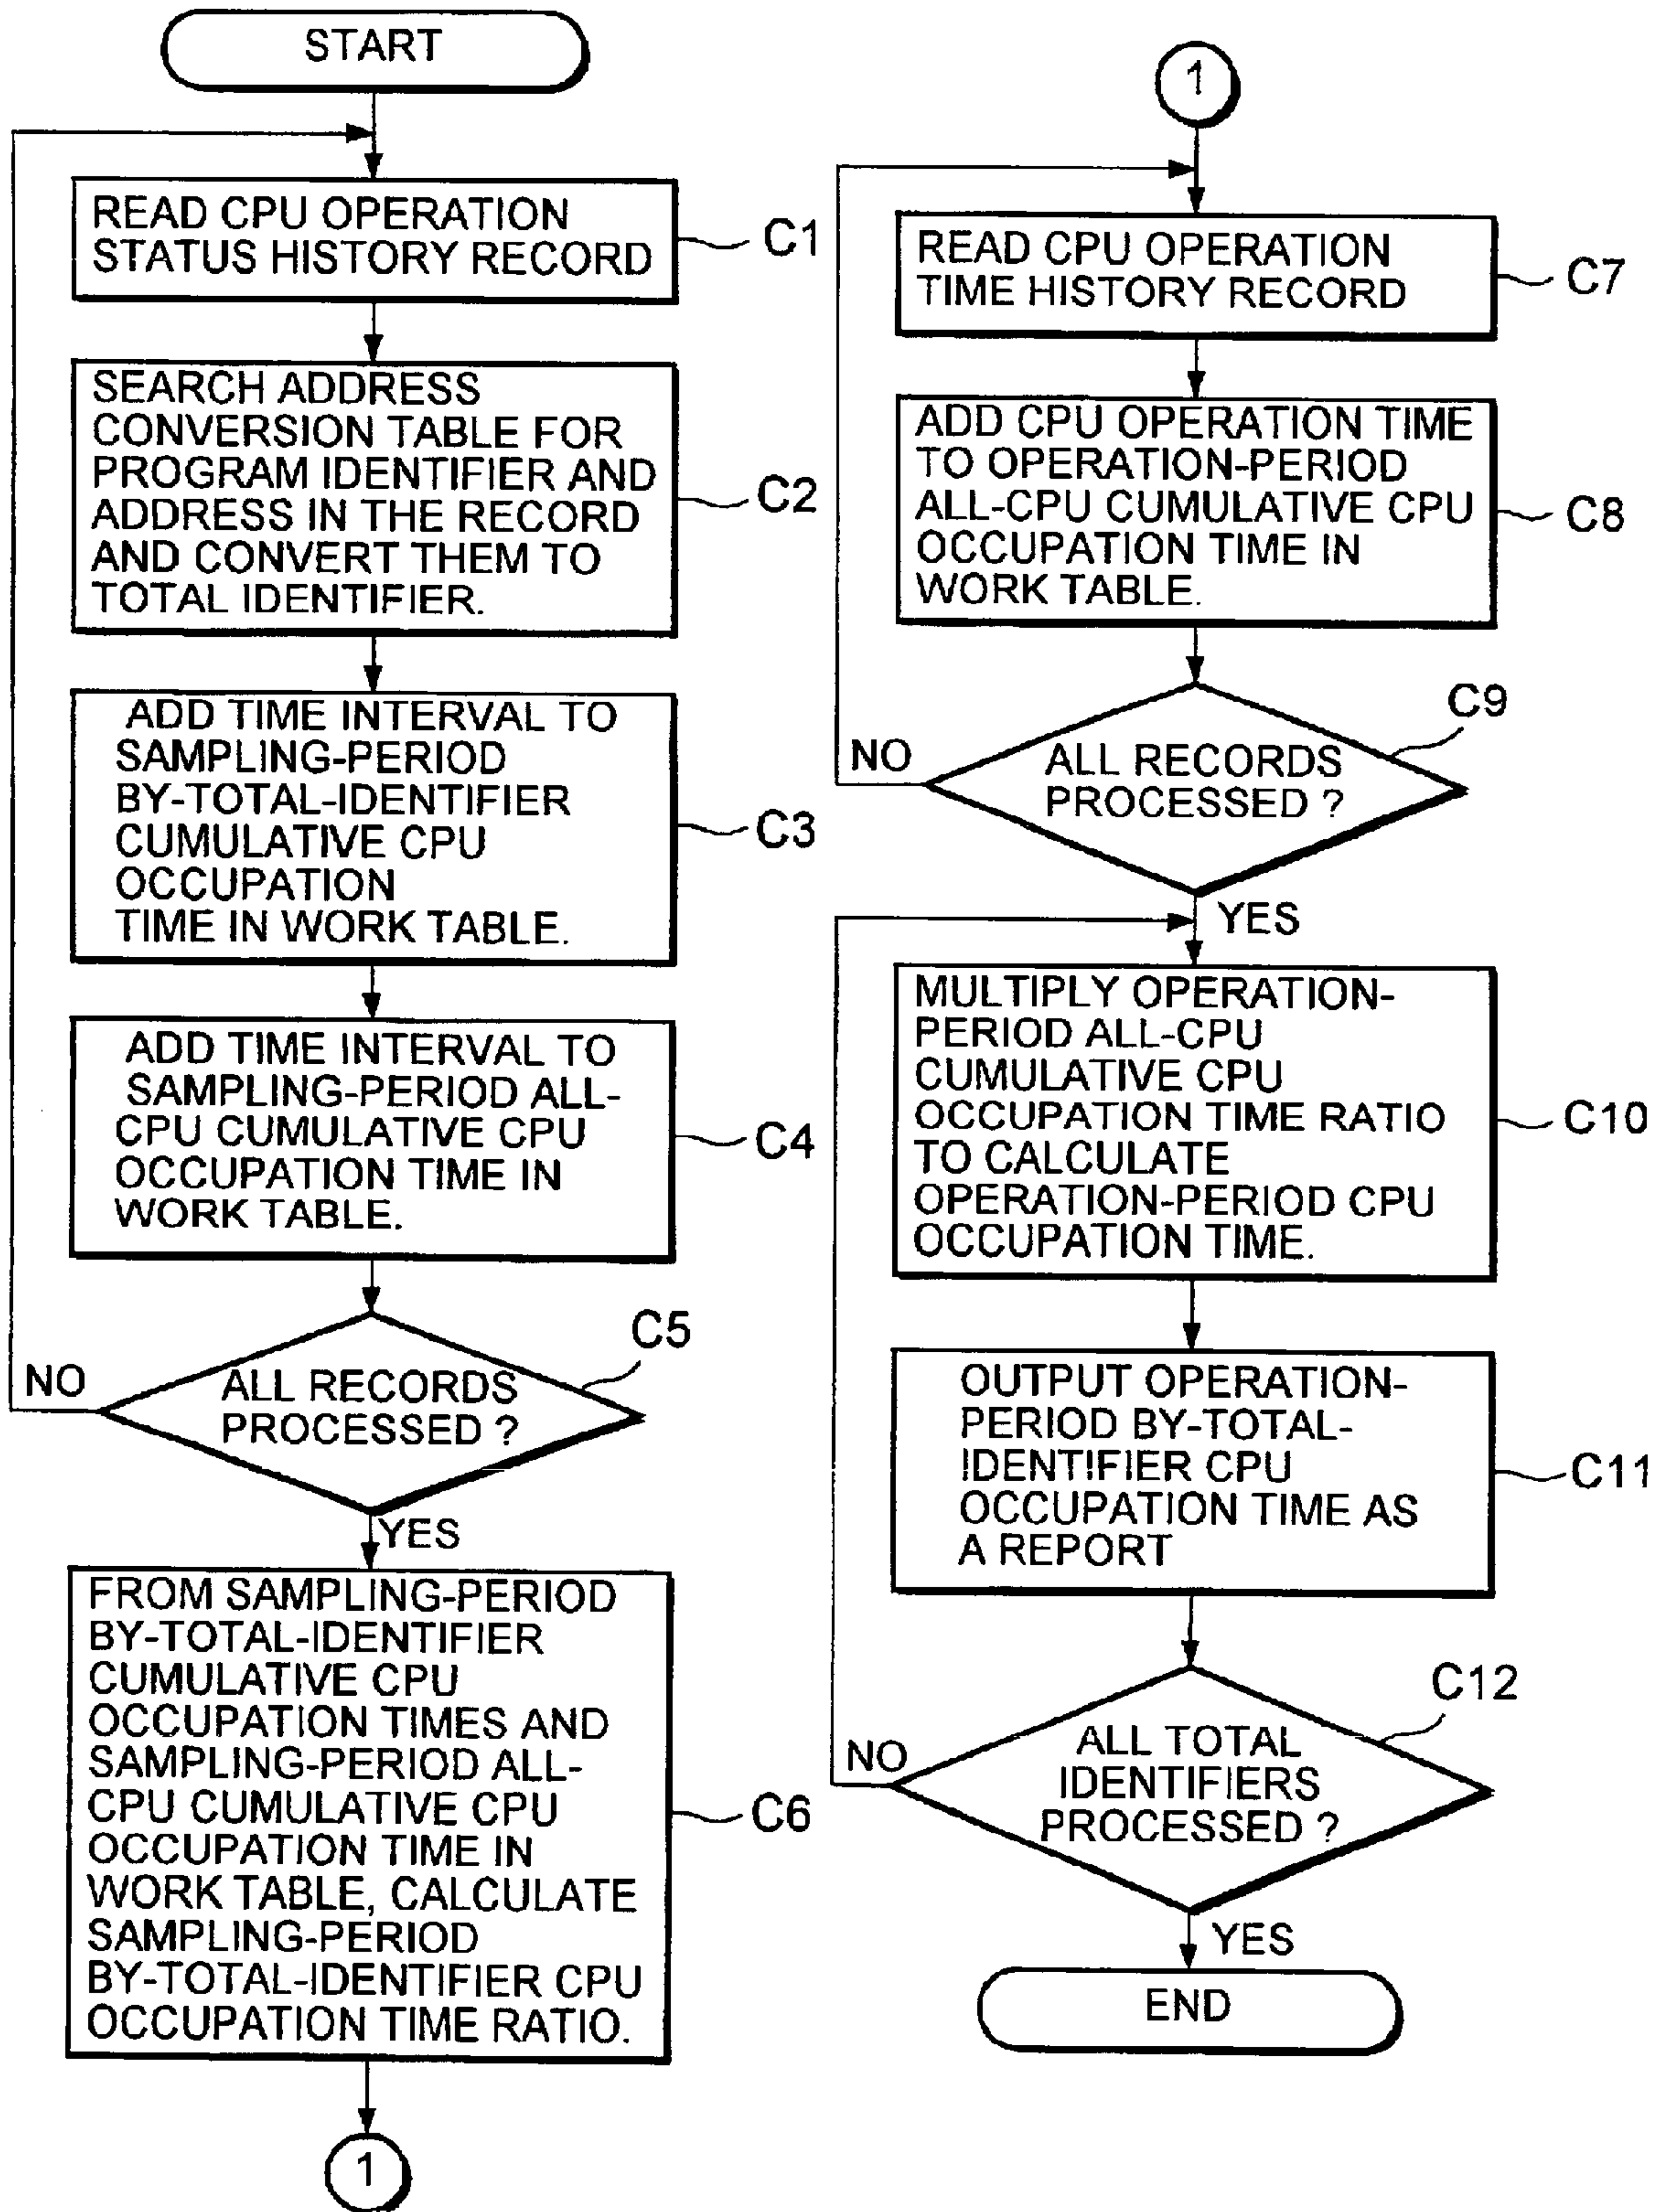 START
READ CPU OPERATION
STATUS HISTORY RECORD
C1
SEARCH ADDRESS
CONVERSION TABLE FOR
PROGRAM IDENTIFIER AND
ADDRESS IN THE RECORD
AND CONVERT THEM TO
TOTAL IDENTIFIER.
C2
ADD TIME INTERVAL TO
SAMPLING-PERIOD
BY-TOTAL-IDENTIFIER
CUMULATIVE CPU
OCCUPATION
TIME IN WORK TABLE.
C3
ADD TIME INTERVAL TO
SAMPLING-PERIOD ALL-
CPU CUMULATIVE CPU
OCCUPATION TIME IN
WORK TABLE.
C4
C5
NO
ALL RECORDS
PROCESSED ?
YES
FROM SAMPLING-PERIOD
BY-TOTAL-IDENTIFIER
CUMULATIVE CPU
OCCUPATION TIMES AND
SAMPLING-PERIOD ALL-
CPU CUMULATIVE CPU
OCCUPATION TIME IN
WORK TABLE, CALCULATE
SAMPLING-PERIOD
BY-TOTAL-IDENTIFIER CPU
OCCUPATION TIME RATIO.
C6
1
1
READ CPU OPERATION
TIME HISTORY RECORD
C7
ADD CPU OPERATION TIME
TO OPERATION-PERIOD
ALL-CPU CUMULATIVE CPU
OCCUPATION TIME IN
WORK TABLE.
C8
C9
NO
ALL RECORDS
PROCESSED ?
YES
MULTIPLY OPERATION-
PERIOD ALL-CPU
CUMULATIVE CPU
OCCUPATION TIME RATIO
TO CALCULATE
OPERATION-PERIOD CPU
OCCUPATION TIME.
C10
OUTPUT OPERATION-
PERIOD BY-TOTAL-
IDENTIFIER CPU
OCCUPATION TIME AS
A REPORT
C11
C12
NO
ALL TOTAL
IDENTIFIERS
PROCESSED ?
YES
END